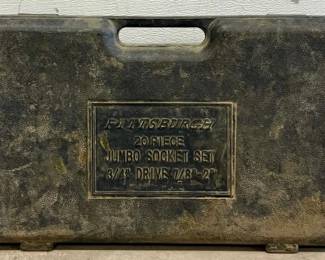 PITTSBURGH
20 PIECE
JUMBO SOCKET SET
3/4" DRIVE 7/8"-2"